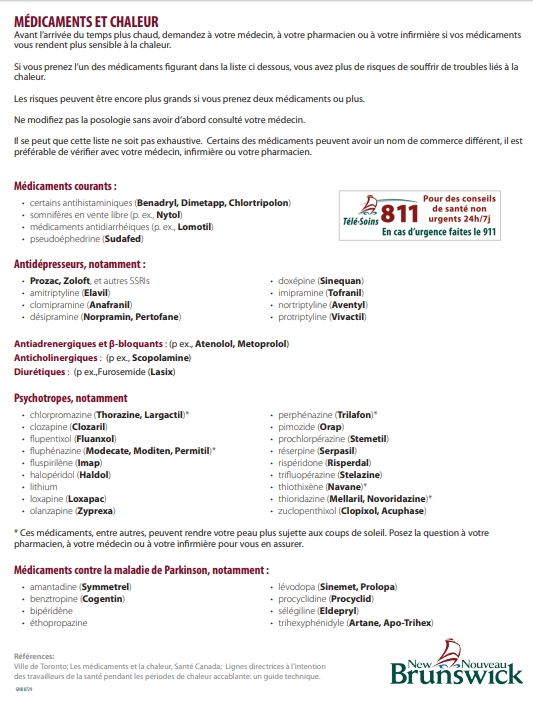 MÉDICAMENTS ET CHALEUR
Avant l'arrivée du temps plus chaud, demandez à votre médecin, à votre pharmacien ou à votre infirmière si vos médicaments
vous rendent plus sensible à la chaleur.
Si vous prenez l'un des médicaments figurant dans la liste ci dessous, vous avez plus de risques de souffrir de troubles liés à la
chaleur.
Les risques peuvent être encore plus grands si vous prenez deux médicaments ou plus.
Ne modifiez pas la posologie sans avoir d'abord consulté votre médecin.
Il se peut que cette liste ne soit pas exhaustive. Certains des médicaments peuvent avoir un nom de commerce différent, il est
préférable de vérifier avec votre médecin, infirmière ou votre pharmacien.
Médicaments courants :
• certains antihistaminiques (Benadryl, Dimetapp, Chlortripolon)
• somnifères en vente libre (p. ex., Nytol)
• médicaments antidiarrhéiques (p. ex., Lomotil)
• pseudoéphedrine (Sudafed)
Télé-Soins 811
Pour des conseils
de santé non
urgents 24h/7j
En cas d'urgence faites le 911
Antidépresseurs, notamment :
• Prozac, Zoloft, et autres SSRIs
• amitriptyline (Elavil)
• clomipramine (Anafranil)
• désipramine (Norpramin, Pertofane)
• doxépine (Sinequan)
• imipramine (Tofranil)
• nortriptyline (Aventyl)
• protriptyline (Vivactil)
Antiadrenergiques et β-bloquants : (p ex., Atenolol, Metoprolol)
Anticholinergiques : (p ex., Scopolamine)
Diurétiques : (p ex.,Furosemide (Lasix)
Psychotropes, notamment
• chlorpromazine (Thorazine, Largactil)*
• clozapine (Clozaril)
• flupentixol (Fluanxol)
• fluphénazine (Modecate, Moditen, Permitil)*
• fluspirilène (Imap)
• halopéridol (Haldol)
• lithium
• loxapine (Loxapac)
• olanzapine (Zyprexa)
• perphénazine (Trilafon)*
• pimozide (Orap)
• prochlorpérazine (Stemetil)
• réserpine (Serpasil)
• rispéridone (Risperdal)
• trifluopérazine (Stelazine)
• thiothixène (Navane)*
• thioridazine (Mellaril, Novoridazine)*
• zuclopenthixol (Clopixol, Acuphase)
* Ces médicaments, entre autres, peuvent rendre votre peau plus sujette aux coups de soleil. Posez la question à votre
pharmacien, à votre médecin ou à votre infirmière pour vous en assurer.
Médicaments contre la maladie de Parkinson, notamment :
• amantadine (Symmetrel)
• benztropine (Cogentin)
• bipéridène
• éthopropazine
• lévodopa (Sinemet, Prolopa)
• procyclidine (Procyclid)
• sélégiline (Eldepryl)
• trihexyphénidyle (Artane, Apo-Trihex)
Références:
Ville de Toronto; Les médicaments et la chaleur, Santé Canada; Lignes directrices à l'intention
des travailleurs de la santé pendant les périodes de chaleur accablante: un guide technique.
New Nouveau
Brunswick